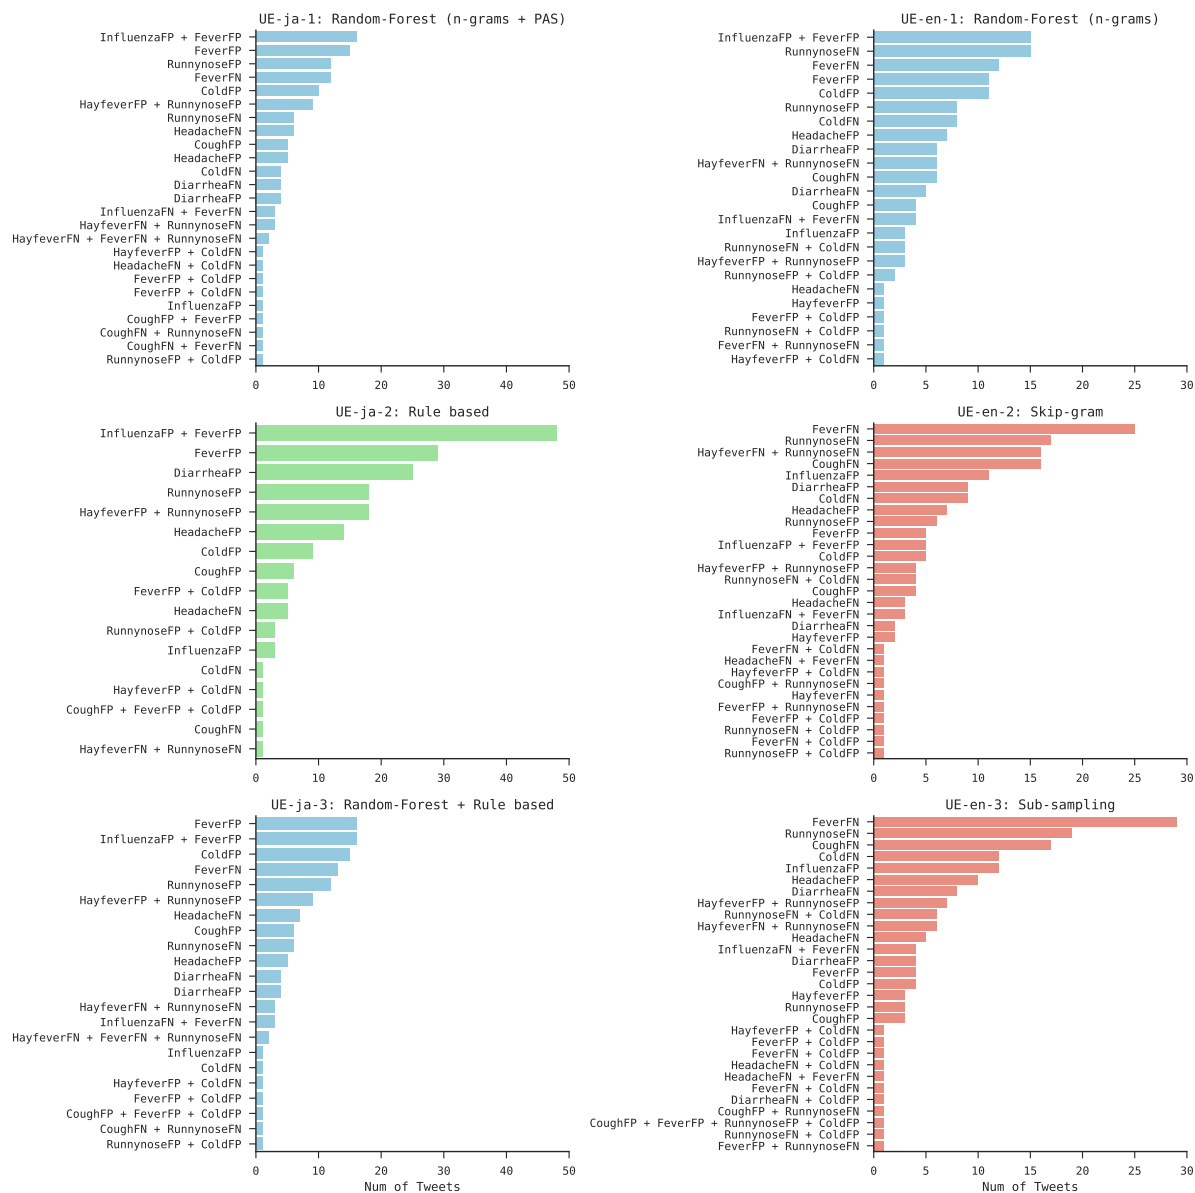 UE-ja-1: Random-Forest (n-grams + PAS)
InfluenzaFP + FeverFP
FeverFP
RunnynoseFP
FeverFN
ColdFP
HayfeverFP + RunnynoseFP
RunnynoseFN
HeadacheFN
CoughFP
HeadacheFP
ColdFN
DiarrheaFN
DiarrheaFP
InfluenzaFN + FeverFN
HayfeverFN + RunnynoseFN
HayfeverFN + FeverFN + RunnynoseFN
HayfeverFP + ColdFN
HeadacheFN + ColdFN
FeverFP + ColdFP
FeverFP + ColdFN
InfluenzaFP
CoughFP + FeverFP
CoughFN + RunnynoseFN
CoughFN + FeverFN
RunnynoseFP + ColdFP
0 10 20 30 40 50
UE-en-1: Random-Forest (n-grams)
InfluenzaFP + FeverFP
RunnynoseFN
FeverFN
FeverFP
ColdFP
RunnynoseFP
ColdFN
HeadacheFP
DiarrheaFP
HayfeverFN + RunnynoseFN
CoughFN
DiarrheaFN
CoughFP
InfluenzaFN + FeverFN
InfluenzaFP
RunnynoseFN + ColdFN
HayfeverFP + RunnynoseFP
RunnynoseFP + ColdFP
HeadacheFN
HayfeverFP
FeverFP + ColdFP
RunnynoseFN + ColdFP
FeverFN + RunnynoseFN
HayfeverFP + ColdFN
0 5 10 15 20 25 30
UE-ja-2: Rule based
InfluenzaFP + FeverFP
FeverFP
DiarrheaFP
RunnynoseFP
HayfeverFP + RunnynoseFP
HeadacheFP
ColdFP
CoughFP
FeverFP + ColdFP
HeadacheFN
RunnynoseFP + ColdFP
InfluenzaFP
ColdFN
HayfeverFP + ColdFN
CoughFP + FeverFP + ColdFP
CoughFN
HayfeverFN + RunnynoseFN
0 10 20 30 40 50
UE-en-2: Skip-gram
FeverFN
RunnynoseFN
HayfeverFN + RunnynoseFN
CoughFN
InfluenzaFP
DiarrheaFP
ColdFN
HeadacheFP
RunnynoseFP
FeverFP
InfluenzaFP + FeverFP
ColdFP
HayfeverFP + RunnynoseFP
RunnynoseFN + ColdFN
CoughFP
HeadacheFN
InfluenzaFN + FeverFN
DiarrheaFN
HayfeverFP
FeverFN + ColdFN
HeadacheFN + FeverFN
HayfeverFP + ColdFN
CoughFP + RunnynoseFN
HayfeverFN
FeverFP + RunnynoseFN
FeverFP + ColdFP
RunnynoseFN + ColdFP
FeverFN + ColdFP
RunnynoseFP + ColdFP
0 5 10 15 20 25 30
UE-ja-3: Random-Forest + Rule based
FeverFP
InfluenzaFP + FeverFP
ColdFP
FeverFN
RunnynoseFP
HayfeverFP + RunnynoseFP
HeadacheFN
CoughFP
RunnynoseFN
HeadacheFP
DiarrheaFN
DiarrheaFP
HayfeverFN + RunnynoseFN
InfluenzaFN + FeverFN
HayfeverFN + FeverFN + RunnynoseFN
InfluenzaFP
ColdFN
HayfeverFP + ColdFN
FeverFP + ColdFP
CoughFP + FeverFP + ColdFP
CoughFN + RunnynoseFN
RunnynoseFP + ColdFP
0 10 20 30 40 50
Num of Tweets
UE-en-3: Sub-sampling
FeverFN
RunnynoseFN
CoughFN
ColdFN
InfluenzaFP
HeadacheFP
DiarrheaFN
HayfeverFP + RunnynoseFP
RunnynoseFN + ColdFN
HayfeverFN + RunnynoseFN
HeadacheFN
InfluenzaFN + FeverFN
DiarrheaFP
FeverFP
ColdFP
HayfeverFP
RunnynoseFP
CoughFP
HayfeverFP + ColdFN
FeverFP + ColdFP
FeverFN + ColdFP
HeadacheFN + ColdFN
HeadacheFN + FeverFN
FeverFN + ColdFN
DiarrheaFN + ColdFP
CoughFP + RunnynoseFN
CoughFP + FeverFP + RunnynoseFP + ColdFP
RunnynoseFN + ColdFP
FeverFP + RunnynoseFN
0 5 10 15 20 25 30
Num of Tweets